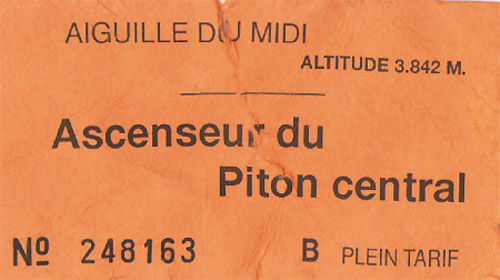 AIGUILLE DU MIDI
ALTITUDE 3.842 M.
Ascenseur du
Piton central
Nº 248163 B PLEIN TARIF